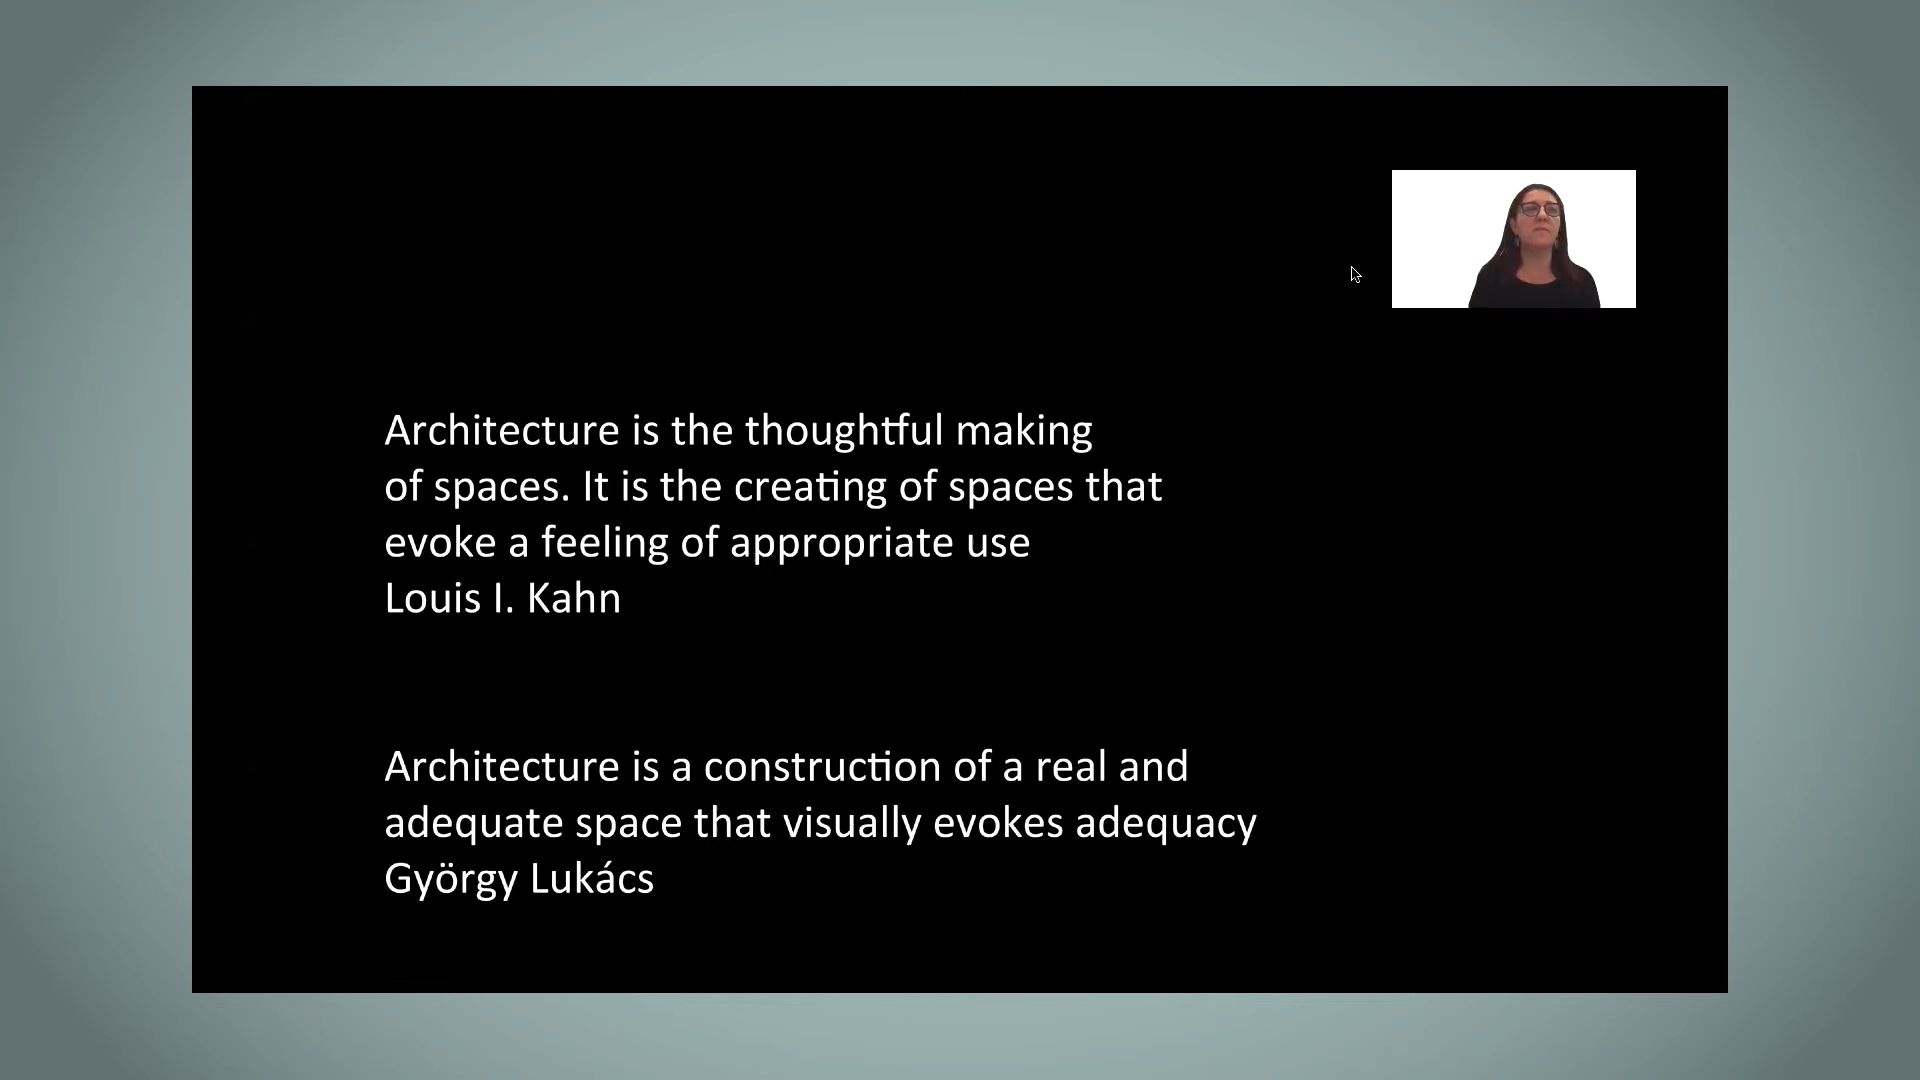 Architecture is the thoughtful making
of spaces. It is the creating of spaces that
evoke a feeling of appropriate use
Louis I. Kahn
Architecture is a construction of a real and
adequate space that visually evokes adequacy
György Lukács